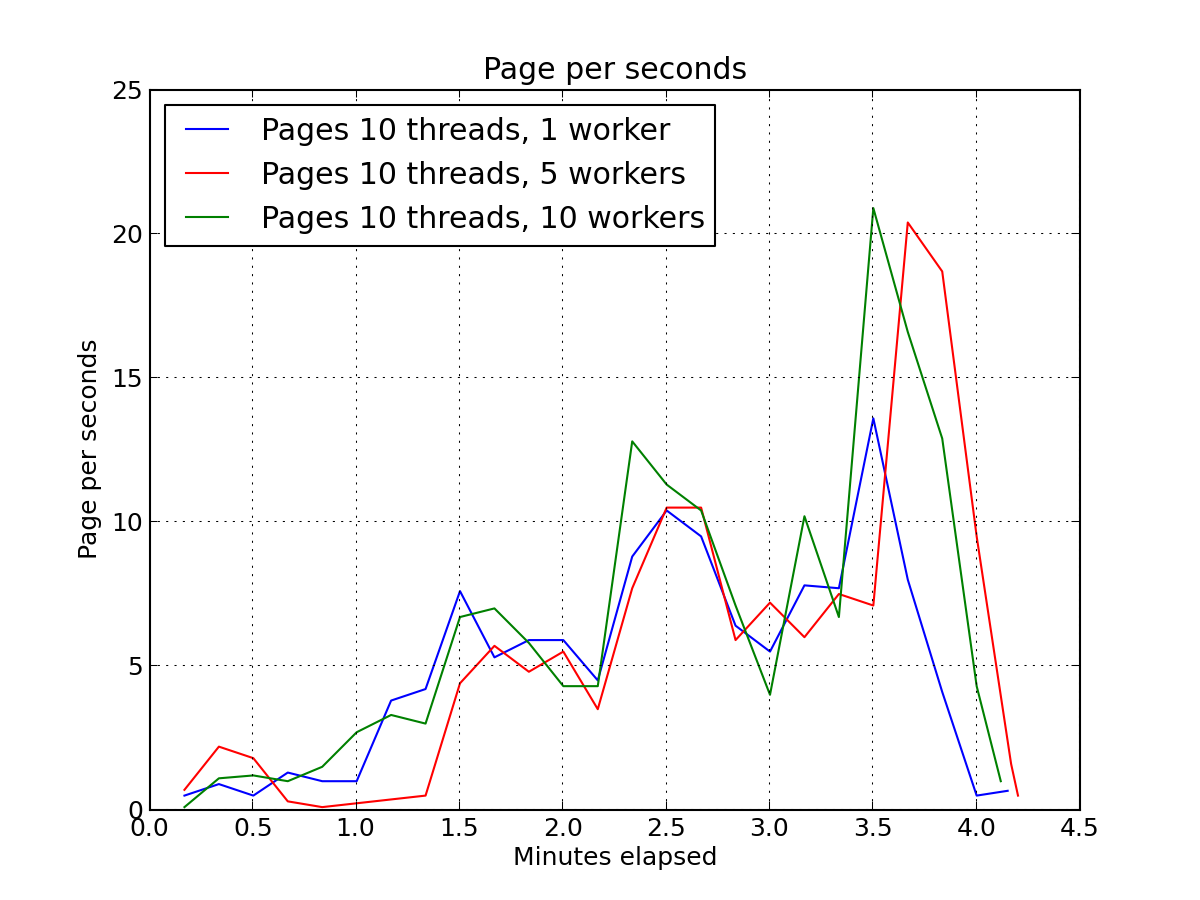 Page per seconds
25
Pages 10 threads, 1 worker
Pages 10 threads, 5 workers
Pages 10 threads, 10 workers
20
15
Page per seconds
10
5
0
0.0 0.5 1.0 1.5 2.0 2.5 3.0 3.5 4.0 4.5
Minutes elapsed